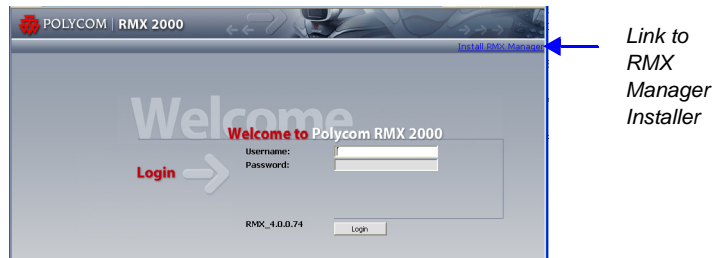 POLYCOM | RMX 2000
Install RMX Manager
Link to
RMX
Manager
Installer
Welcome
Welcome to Polycom RMX 2000
Username:
Password:
Login
RMX_4.0.0.74
Login